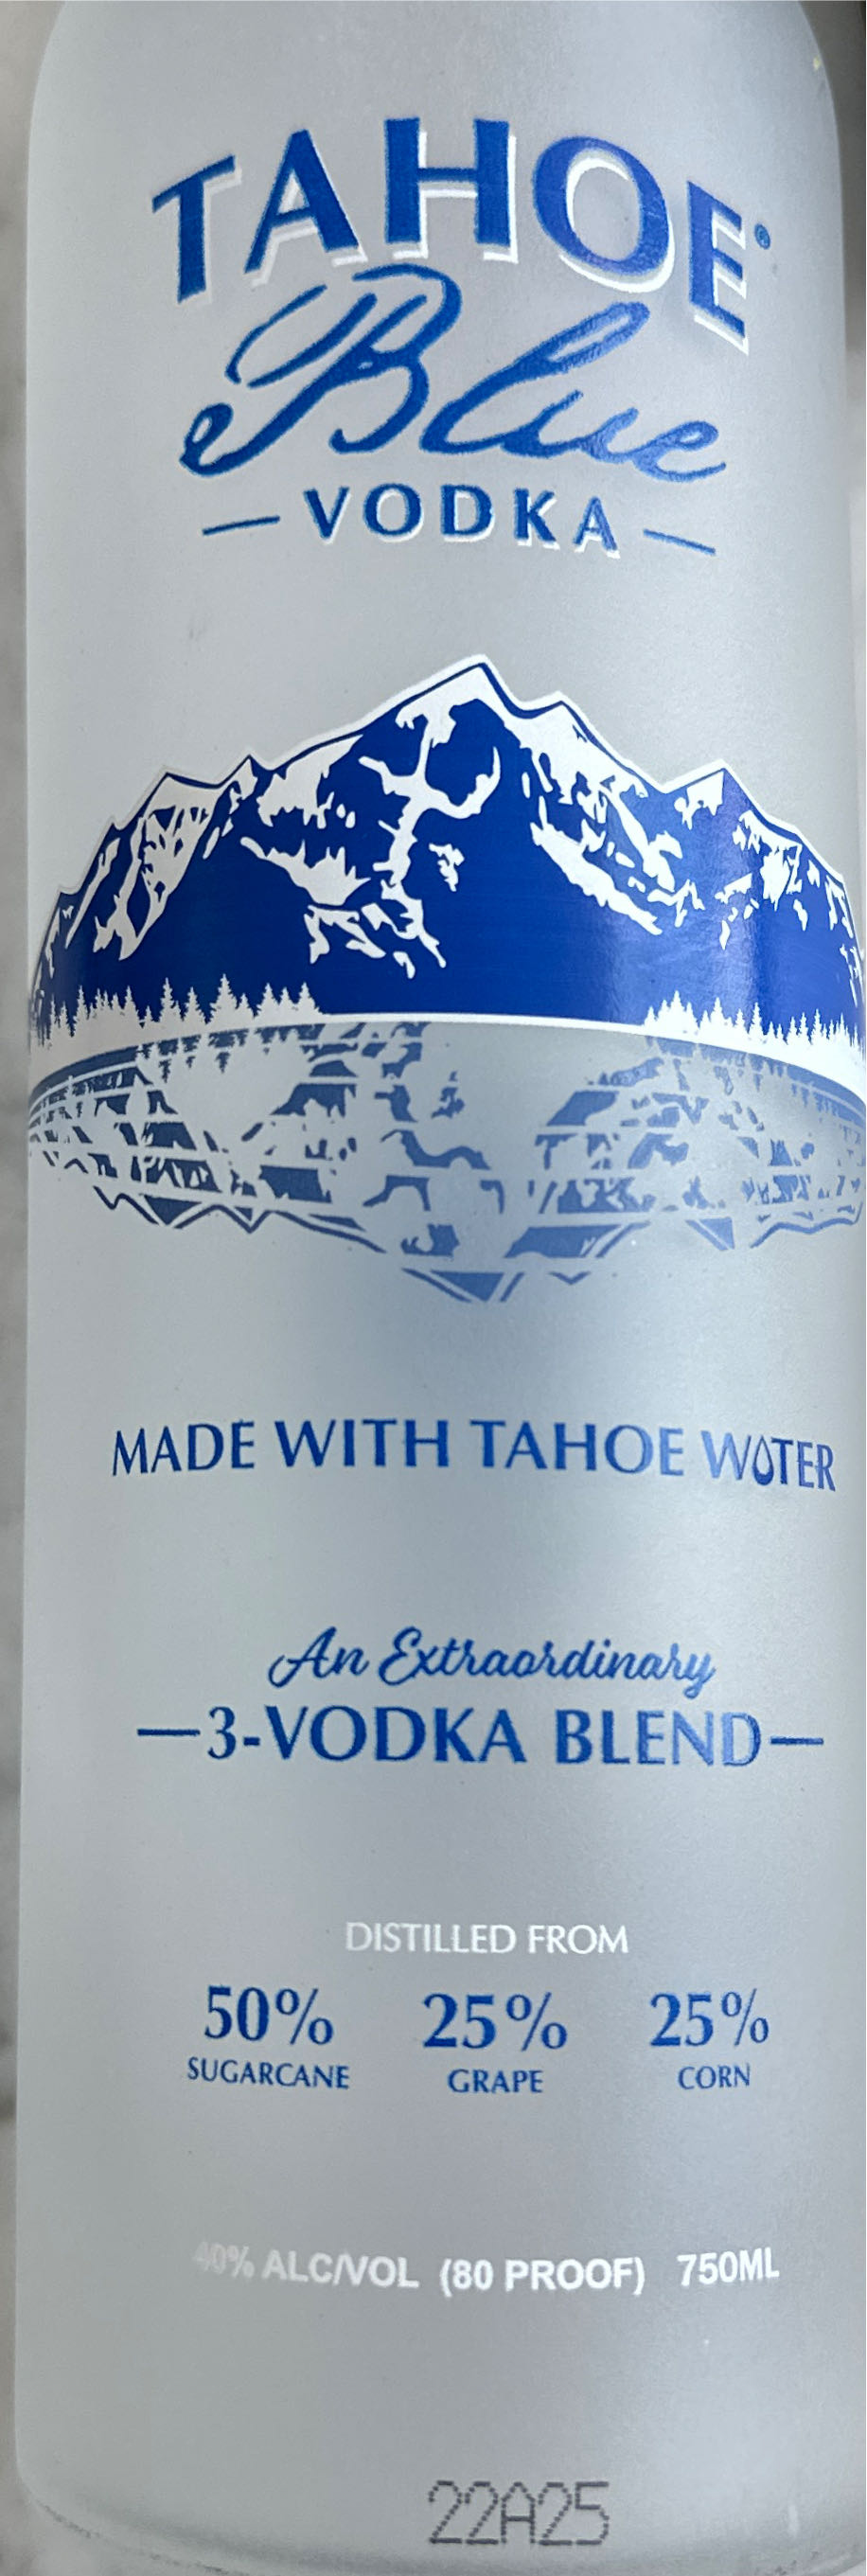 TAHOE®
Blue
—VODKA—
MADE WITH TAHOE WATER
An Extraordinary
—3-VODKA BLEND—
DISTILLED FROM
50% 25% 25%
SUGARCANE GRAPE CORN
40% ALC/VOL (80 PROOF) 750ML
22A25